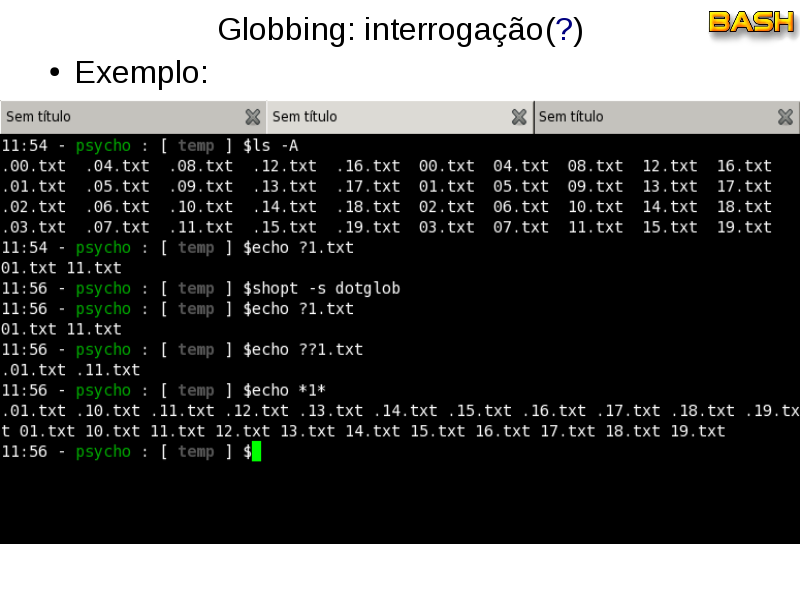 Globbing: interrogação(?)
BASH
• Exemplo:
Sem título Sem título Sem título
11:54 - psycho : [ temp ] $ls -A
.00.txt .04.txt .08.txt .12.txt .16.txt 00.txt 04.txt 08.txt 12.txt 16.txt
.01.txt .05.txt .09.txt .13.txt .17.txt 01.txt 05.txt 09.txt 13.txt 17.txt
.02.txt .06.txt .10.txt .14.txt .18.txt 02.txt 06.txt 10.txt 14.txt 18.txt
.03.txt .07.txt .11.txt .15.txt .19.txt 03.txt 07.txt 11.txt 15.txt 19.txt
11:54 - psycho : [ temp ] $echo ?1.txt
01.txt 11.txt
11:56 - psycho : [ temp ] $shopt -s dotglob
11:56 - psycho : [ temp ] $echo ?1.txt
01.txt 11.txt
11:56 - psycho : [ temp ] $echo ??1.txt
.01.txt .11.txt
11:56 - psycho : [ temp ] $echo *1*
.01.txt .10.txt .11.txt .12.txt .13.txt .14.txt .15.txt .16.txt .17.txt .18.txt .19.tx
t 01.txt 10.txt 11.txt 12.txt 13.txt 14.txt 15.txt 16.txt 17.txt 18.txt 19.txt
11:56 - psycho : [ temp ] $